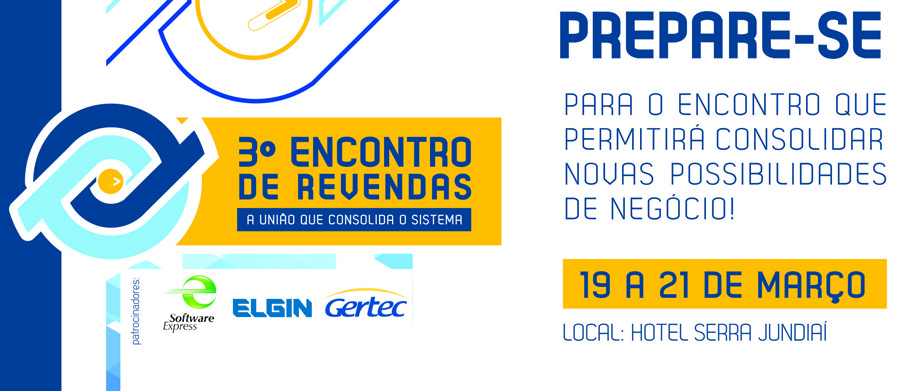 3º ENCONTRO
DE REVENDAS
A UNIÃO QUE CONSOLIDA O SISTEMA
patrocinadores:
Software
Express
ELGIN
Gertec
PREPARE-SE
PARA O ENCONTRO QUE
PERMITIRÁ CONSOLIDAR
NOVAS POSSIBILIDADES
DE NEGÓCIO!
19 A 21 DE MARÇO
LOCAL: HOTEL SERRA JUNDIAÍ